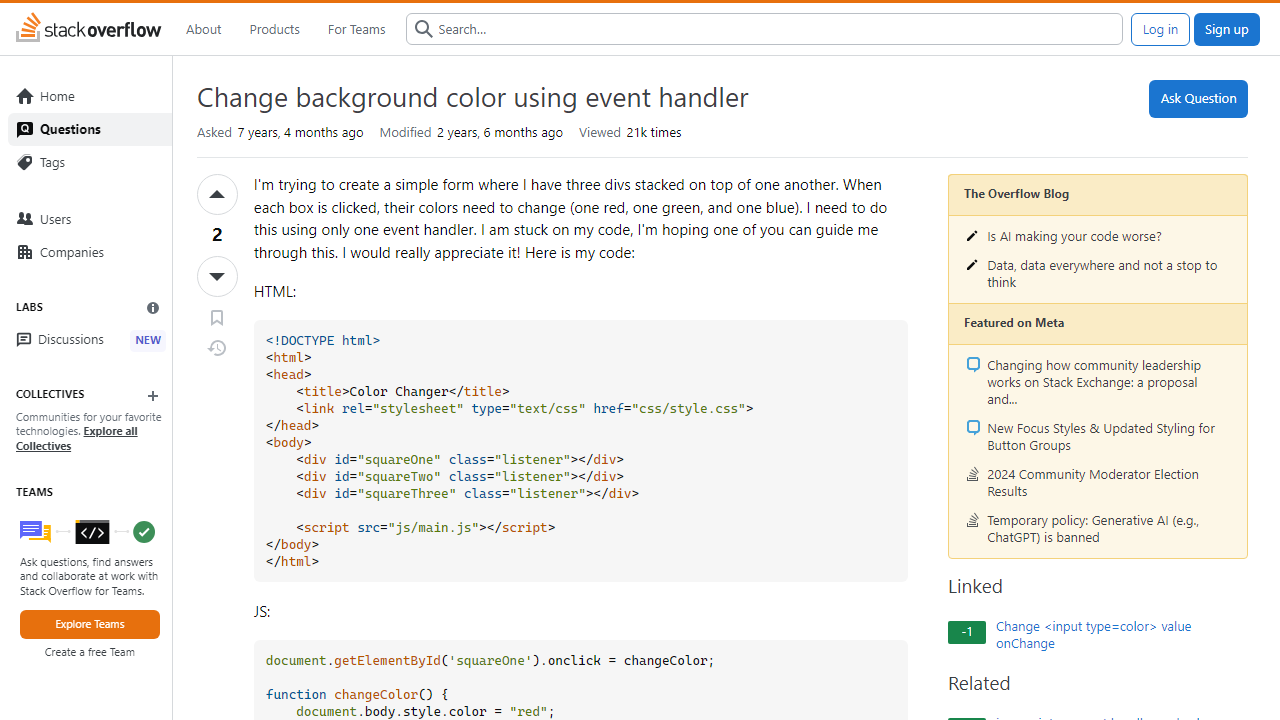 stack overflow
About
Products
For Teams
Search...
Log in
Sign up
Home
Questions
Tags
Users
Companies
LABS
Discussions
NEW
COLLECTIVES
Communities for your favorite
technologies. Explore all
Collectives
TEAMS
Ask questions, find answers
and collaborate at work with
Stack Overflow for Teams.
Explore Teams
Create a free Team
Change background color using event handler
Ask Question
Asked 7 years, 4 months ago
Modified 2 years, 6 months ago
Viewed 21k times
2
I'm trying to create a simple form where I have three divs stacked on top of one another. When
each box is clicked, their colors need to change (one red, one green, and one blue). I need to do
this using only one event handler. I am stuck on my code, I'm hoping one of you can guide me
through this. I would really appreciate it! Here is my code:
HTML:
<!DOCTYPE html>
<html>
<head>
    <title>Color Changer</title>
    <link rel="stylesheet" type="text/css" href="css/style.css">
</head>
<body>
    <div id="squareOne" class="listener"></div>
    <div id="squareTwo" class="listener"></div>
    <div id="squareThree" class="listener"></div>
    <script src="js/main.js"></script>
</body>
</html>
JS:
document.getElementById('squareOne').onclick = changeColor;
function changeColor() {
    document.body.style.color = "red";
The Overflow Blog
Is AI making your code worse?
Data, data everywhere and not a stop to
think
Featured on Meta
Changing how community leadership
works on Stack Exchange: a proposal
and...
New Focus Styles & Updated Styling for
Button Groups
2024 Community Moderator Election
Results
Temporary policy: Generative AI (e.g.,
ChatGPT) is banned
Linked
-1
Change <input type=color> value
onChange
Related